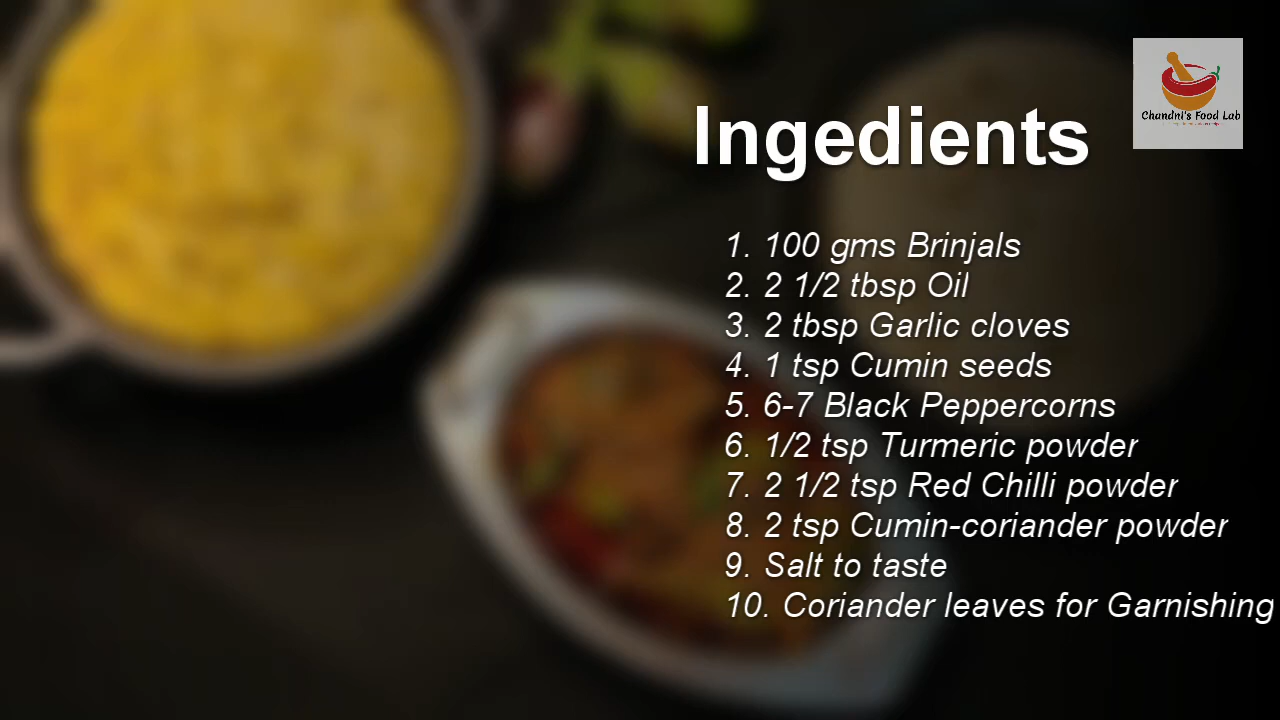 Chandni's Food Lab
Ingedients
1. 100 gms Brinjals
2. 2 1/2 tbsp Oil
3. 2 tbsp Garlic cloves
4. 1 tsp Cumin seeds
5. 6-7 Black Peppercorns
6. 1/2 tsp Turmeric powder
7. 2 1/2 tsp Red Chilli powder
8. 2 tsp Cumin-coriander powder
9. Salt to taste
10. Coriander leaves for Garnishing